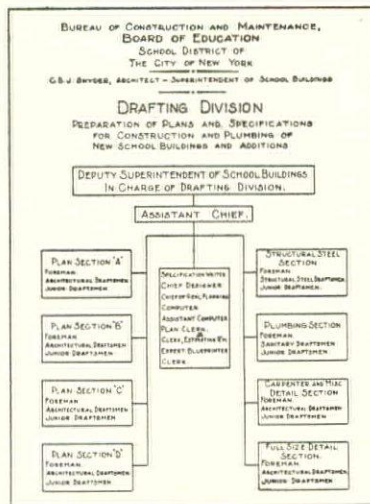 BUREAU OF CONSTRUCTION AND MAINTENANCE,
BOARD OF EDUCATION
SCHOOL DISTRICT OF
THE CITY OF NEW YORK
C.B.J. SNYDER, ARCHITECT - SUPERINTENDENT OF SCHOOL BUILDINGS
DRAFTING DIVISION
PREPARATION OF PLANS AND SPECIFICATIONS
FOR CONSTRUCTION AND PLUMBING OF
NEW SCHOOL BUILDINGS AND ADDITIONS
DEPUTY SUPERINTENDENT OF SCHOOL BUILDINGS
IN CHARGE OF DRAFTING DIVISION.
ASSISTANT CHIEF.
PLAN SECTION 'A'
FOREMAN
ARCHITECTURAL DRAFTSMEN
JUNIOR DRAFTSMEN
PLAN SECTION 'B'
FOREMAN
ARCHITECTURAL DRAFTSMEN
JUNIOR DRAFTSMEN
PLAN SECTION 'C'
FOREMAN
ARCHITECTURAL DRAFTSMEN
JUNIOR DRAFTSMEN
PLAN SECTION 'D'
FOREMAN
ARCHITECTURAL DRAFTSMEN
JUNIOR DRAFTSMEN
SPECIFICATION WRITER
CHIEF DESIGNER
CHIEF OF GENL PLANNING
COMPUTER
ASSISTANT COMPUTER
PLAN CLERK.
CLERK, ESTIMATING RM.
EXPERT BLUEPRINTER
CLERK.
STRUCTURAL STEEL
SECTION
FOREMAN
STRUCTURAL STEEL DRAFTSMEN
JUNIOR DRAFTSMEN.
PLUMBING SECTION
FOREMAN
SANITARY DRAFTSMEN
JUNIOR DRAFTSMEN
CARPENTER AND MISC
DETAIL SECTION
FOREMAN
ARCHITECTURAL DRAFTSMEN
JUNIOR DRAFTSMEN
FULL SIZE DETAIL
SECTION.
FOREMAN
ARCHITECTURAL DRAFTSMEN,
JUNIOR DRAFTSMEN